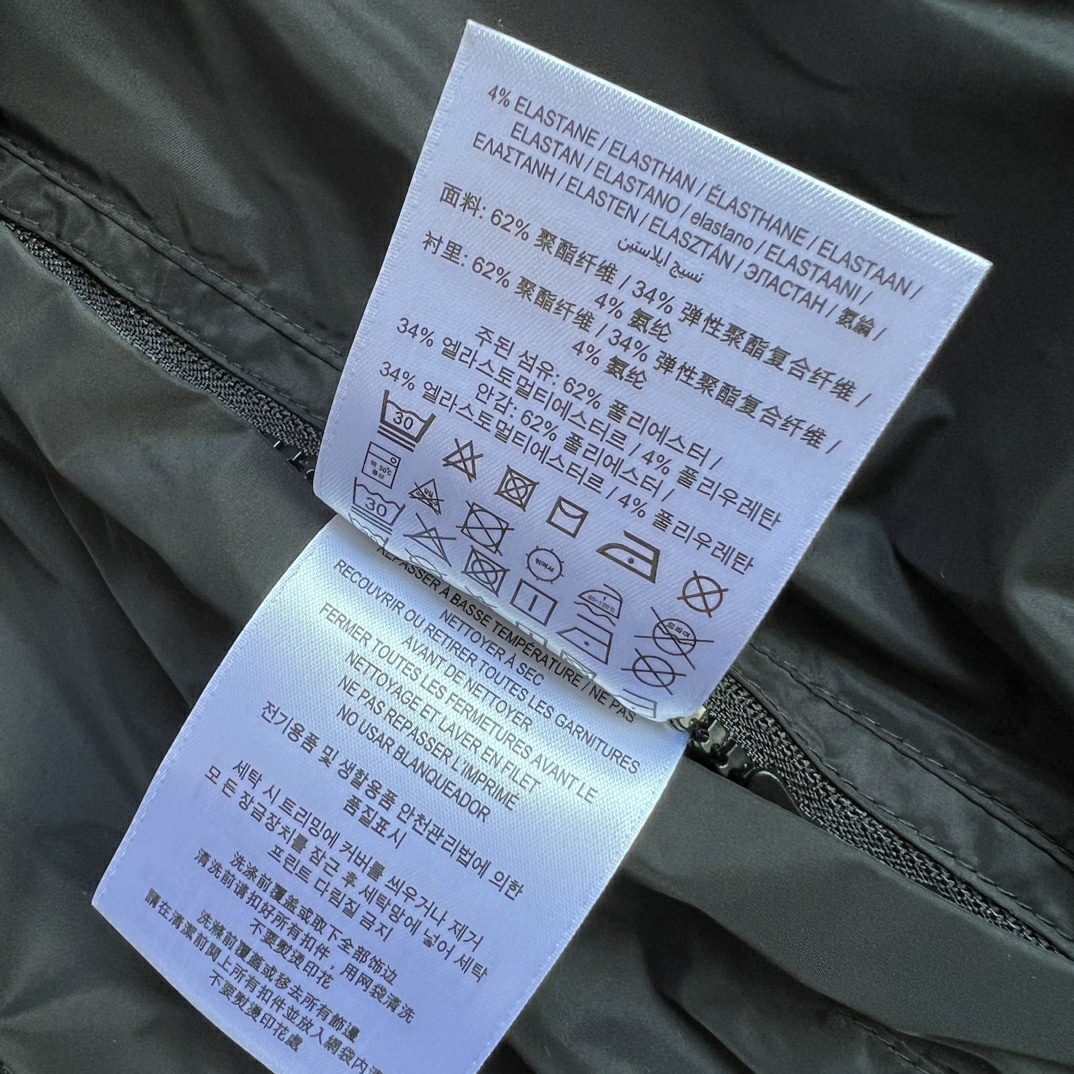 4% ELASTANE / ELASTHAN / ÉLASTHANE / ELASTAAN /
ELASTAN / ELASTANO / elastano / ELASTAANI /
ΕΛΑΣΤΑΝΗ / ELASTEN / ELASZTÁN / ЭПАСТАН / 氨綸 /
نسيج ايلاستين
面料: 62% 聚酯纤维 / 34% 弹性聚酯复合纤维 /
4% 氨纶
衬里: 62% 聚酯纤维 / 34% 弹性聚酯复合纤维 /
4% 氨纶
주된 섬유: 62% 폴리에스터 /
34% 엘라스토멀티에스터르 / 4% 폴리우레탄
안감: 62% 폴리에스터 /
34% 엘라스토멀티에스터르 / 4% 폴리우레탄
30
약 30℃
중성
30
REPASSER À BASSE TEMPÉRATURE / NE PAS
NETTOYER À SEC
RECOUVRIR OU RETIRER TOUTES LES GARNITURES
AVANT DE NETTOYER
FERMER TOUTES LES FERMETURES AVANT LE
NETTOYAGE ET LAVER EN FILET
NE PAS REPASSER L'IMPRIME
NO USAR BLANQUEADOR
전기용품 및 생활용품 안전관리법에 의한
품질표시
세탁 시 트리밍에 커버를 씌우거나 제거
모든 잠금장치를 잠근 후 세탁망에 넣어 세탁
프린트 다림질 금지
洗涤前覆盖或取下全部饰边
清洗前请扣好所有扣件，用网袋清洗
不要熨烫印花
洗滌前覆蓋或移去所有飾邊
請在清潔前閂上所有扣件並放入網袋內清
不要熨燙印花處